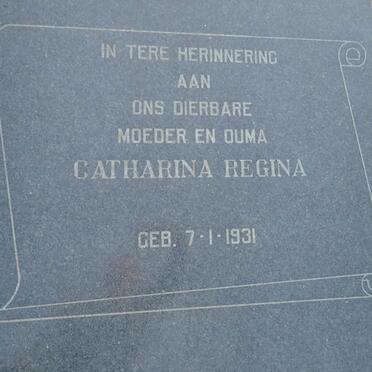 IN TERE HERINNERING
AAN
ONS DIERBARE
MOEDER EN OUMA
CATHARINA REGINA
GEB. 7-1-1931